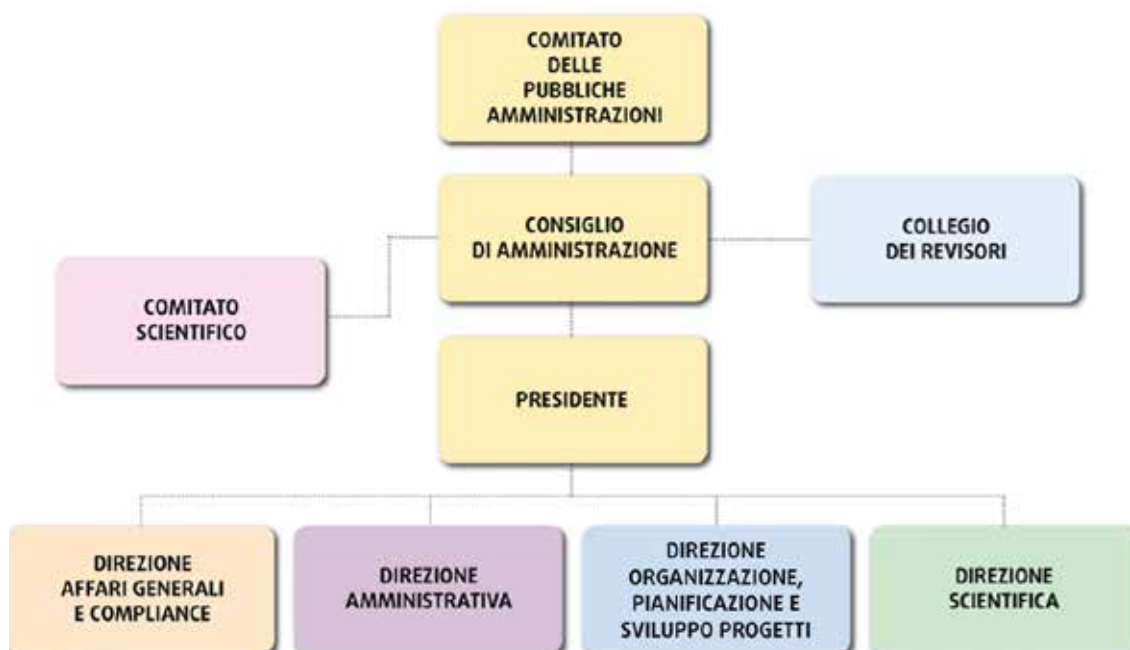 COMITATO
DELLE
PUBBLICHE
AMMINISTRAZIONI
CONSIGLIO
DI AMMINISTRAZIONE
COLLEGIO
DEI REVISORI
COMITATO
SCIENTIFICO
PRESIDENTE
DIREZIONE
AFFARI GENERALI
E COMPLIANCE
DIREZIONE
AMMINISTRATIVA
DIREZIONE
ORGANIZZAZIONE,
PIANIFICAZIONE E
SVILUPPO PROGETTI
DIREZIONE
SCIENTIFICA